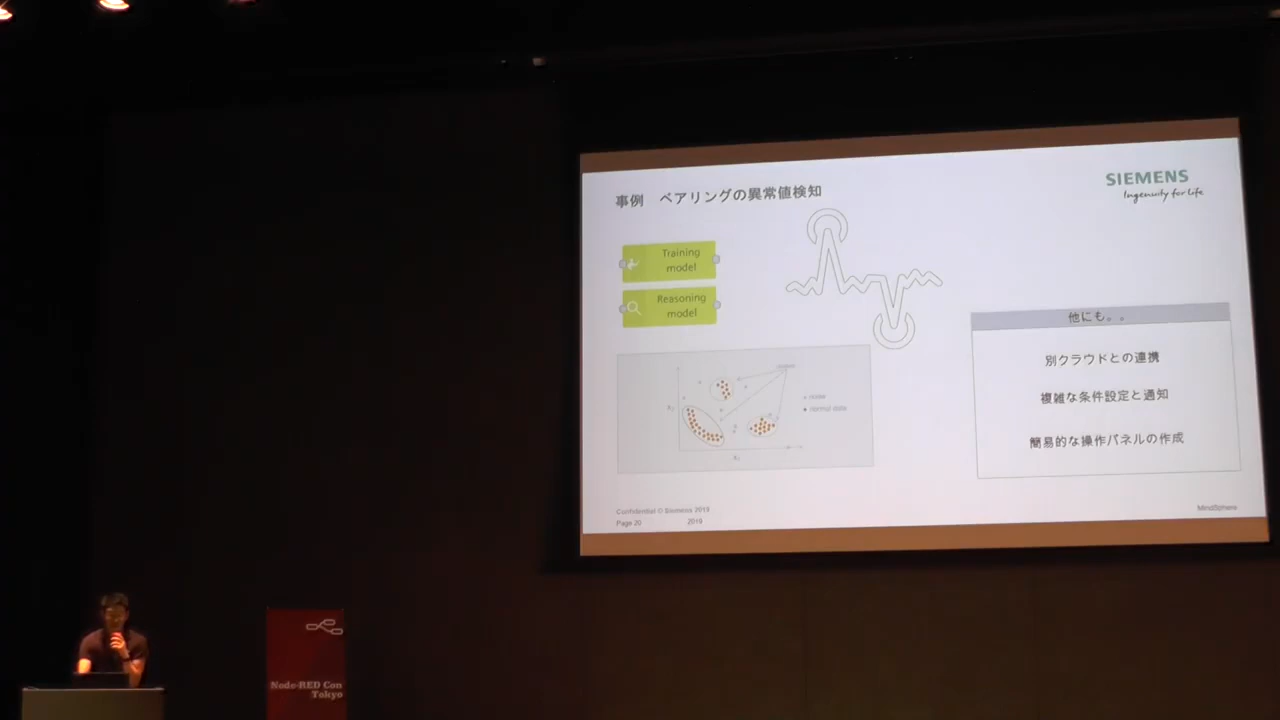 事例 ベアリングの異常値検知
SIEMENS
Ingenuity for life
Training
model
Reasoning
model
他にも。。
別クラウドとの連携
複雑な条件設定と通知
簡易的な操作パネルの作成
noise
normal data
Confidential © Siemens 2019
Page 20 2019
MindSphere
Node-RED Con
Tokyo